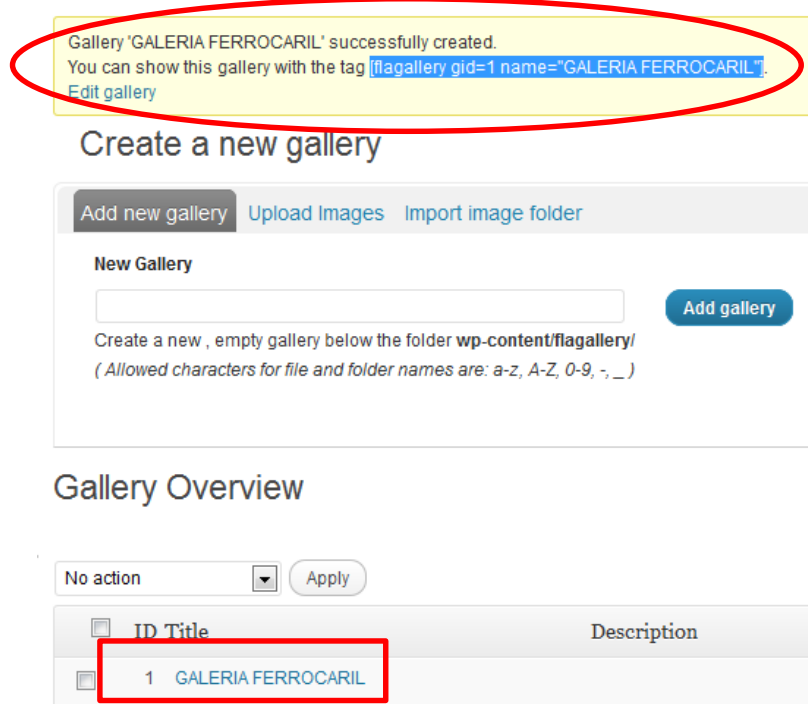 Gallery 'GALERIA FERROCARIL' successfully created.
You can show this gallery with the tag [flagallery gid=1 name="GALERIA FERROCARIL"].
Edit gallery
Create a new gallery
Add new gallery Upload Images Import image folder
New Gallery
Add gallery
Create a new , empty gallery below the folder wp-content/flagallery/
( Allowed characters for file and folder names are: a-z, A-Z, 0-9, -, _ )
Gallery Overview
No action Apply
ID Title Description
1 GALERIA FERROCARIL